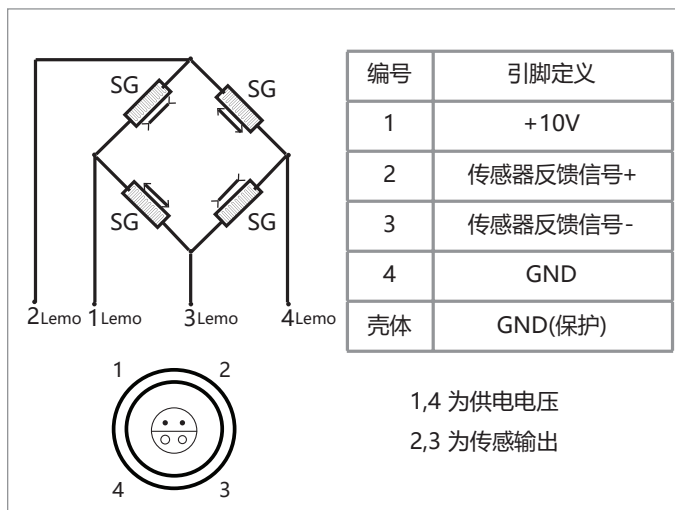 SG
SG
SG
SG
2Lemo 1Lemo 3Lemo 4Lemo
编号 引脚定义
1 +10V
2 传感器反馈信号+
3 传感器反馈信号-
4 GND
壳体 GND(保护)
1 2
4 3
1,4 为供电电压
2,3 为传感输出